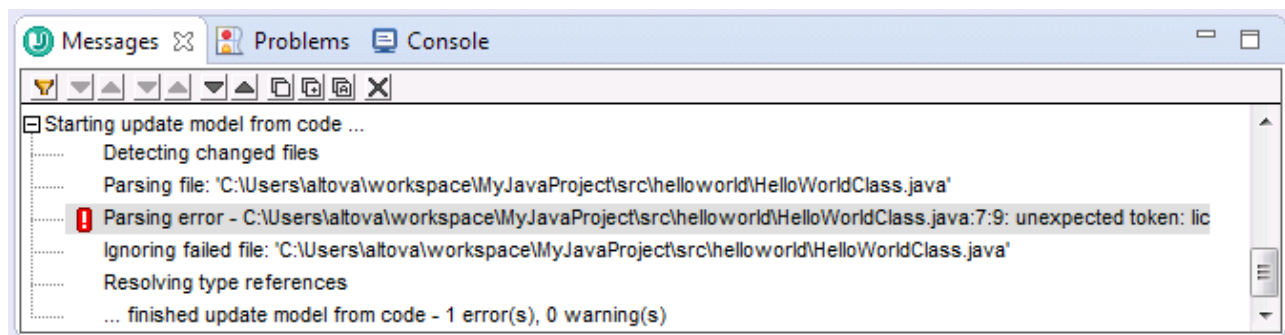 Messages Problems Console
Starting update model from code ...
Detecting changed files
Parsing file: 'C:\Users\altova\workspace\MyJavaProject\src\helloworld\HelloWorldClass.java'
Parsing error - C:\Users\altova\workspace\MyJavaProject\src\helloworld\HelloWorldClass.java:7:9: unexpected token: lic
Ignoring failed file: 'C:\Users\altova\workspace\MyJavaProject\src\helloworld\HelloWorldClass.java'
Resolving type references
... finished update model from code - 1 error(s), 0 warning(s)